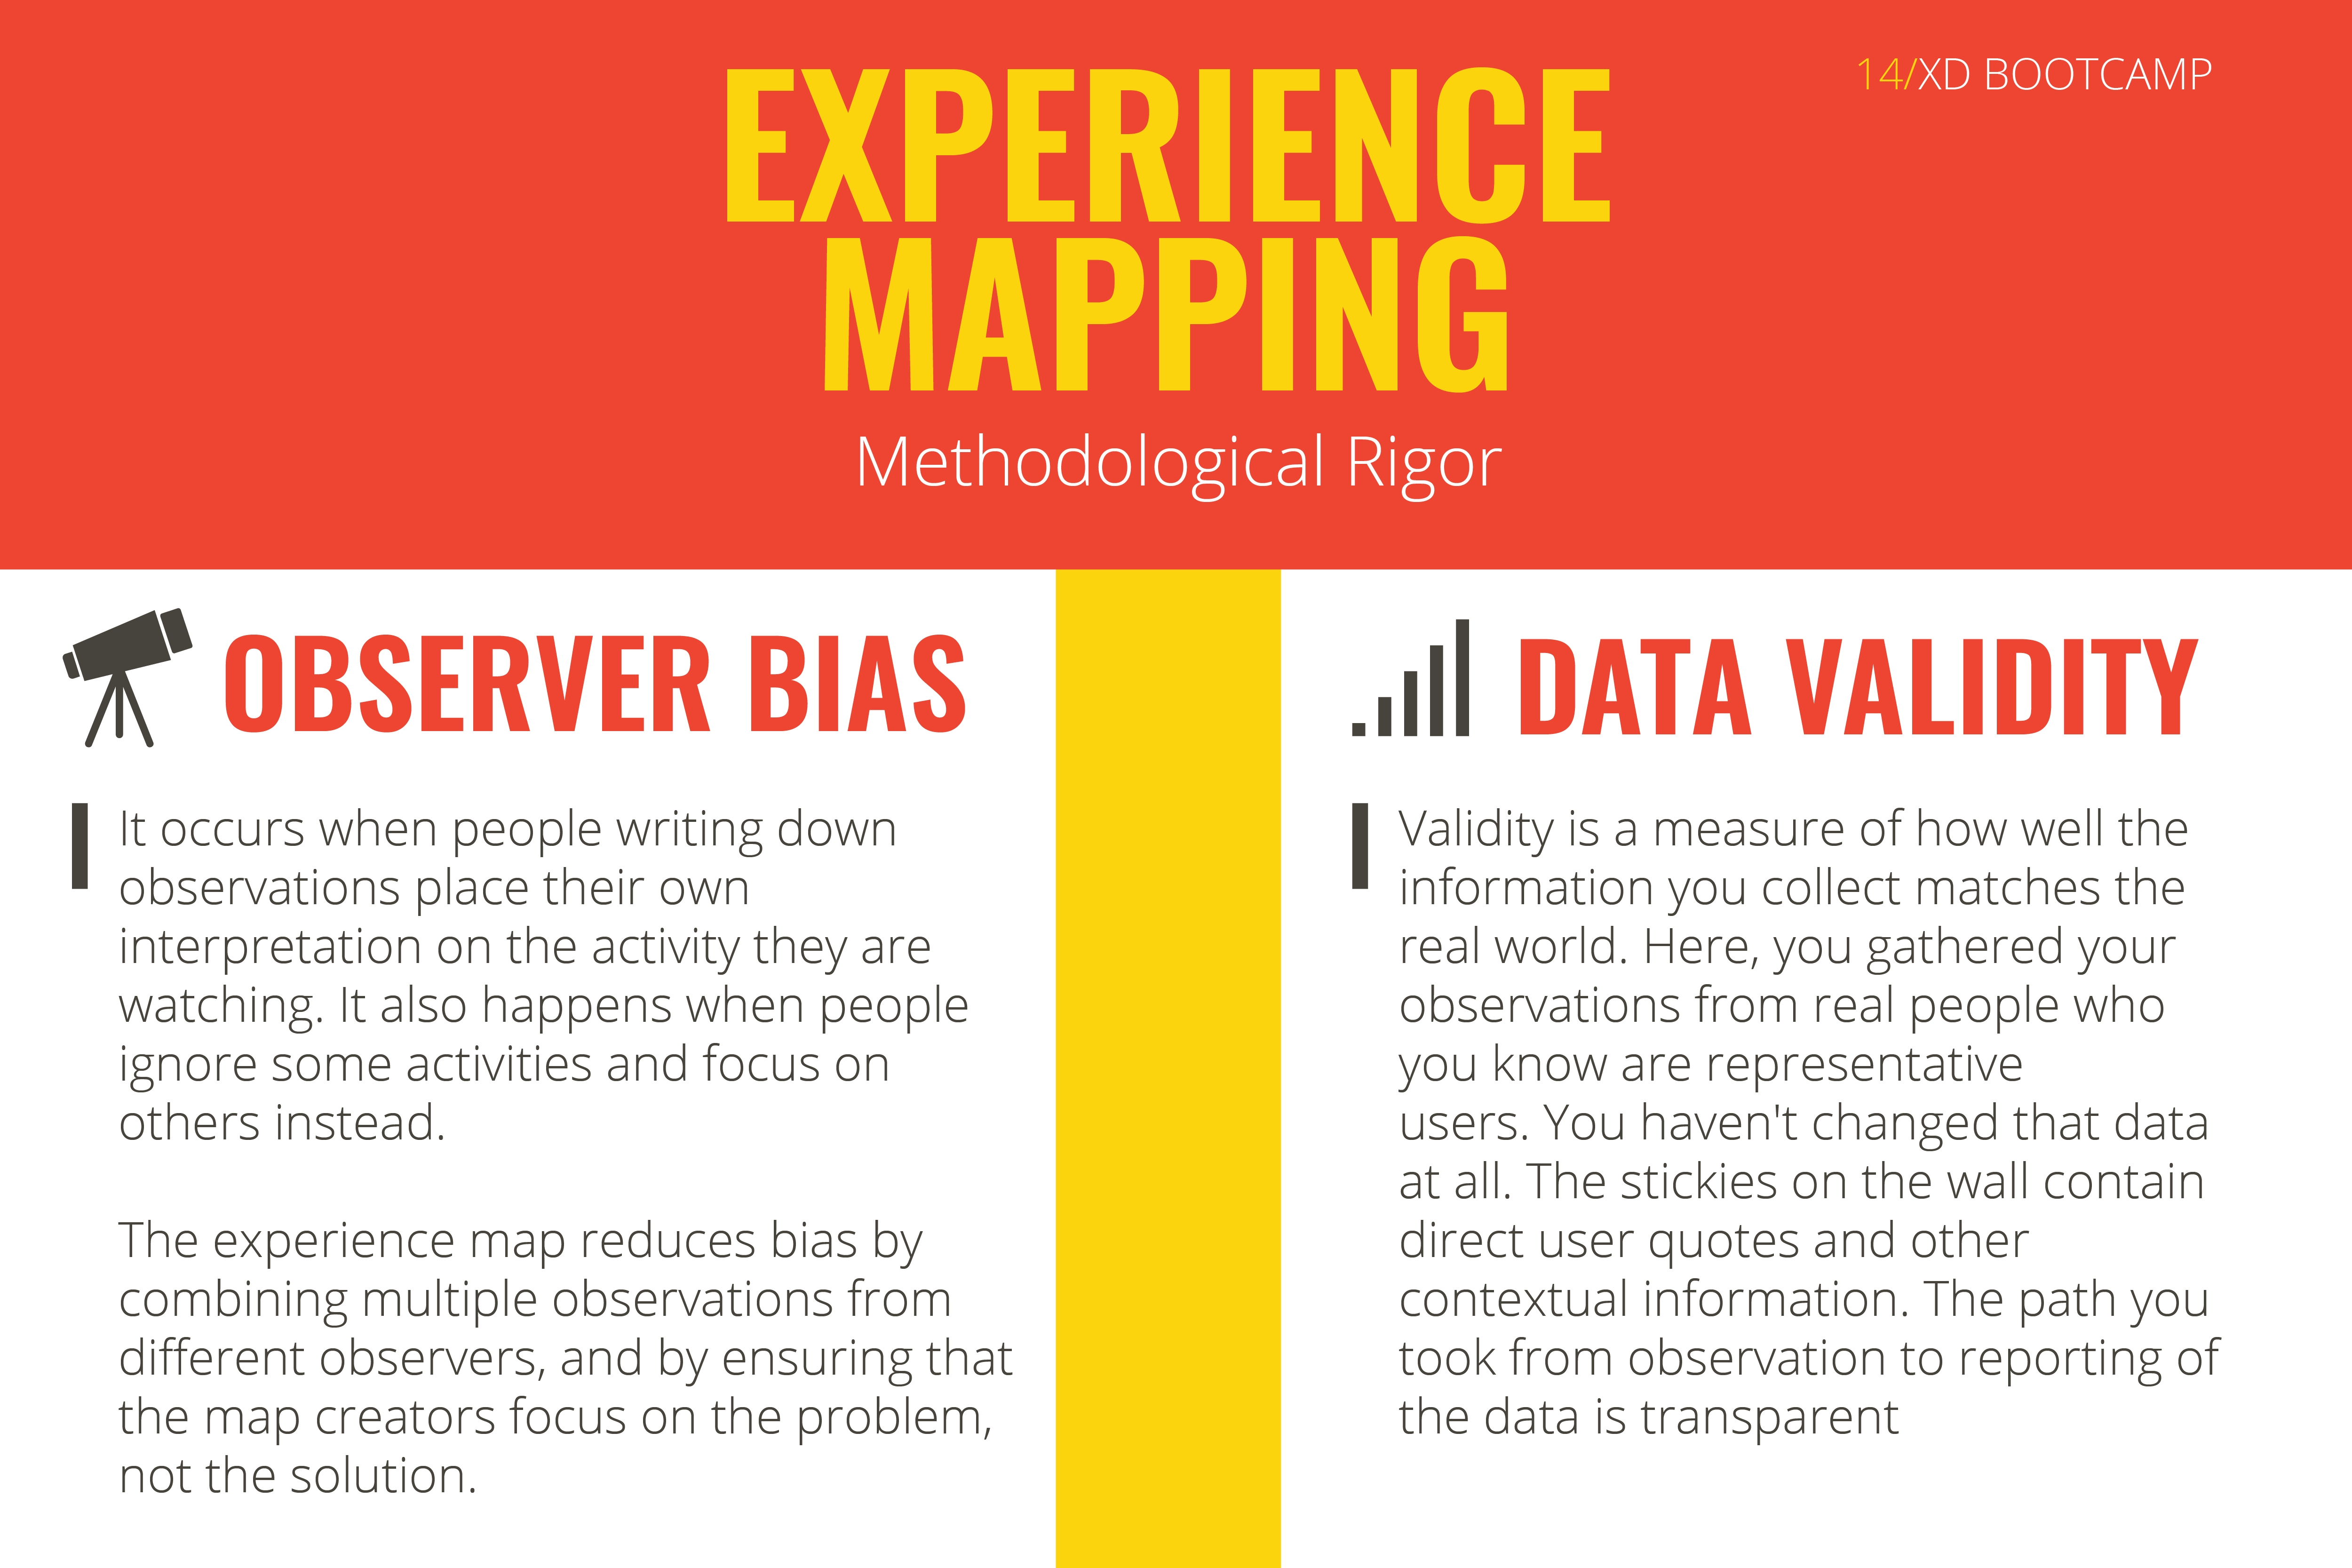 14/XD BOOTCAMP
EXPERIENCE
MAPPING
Methodological Rigor
OBSERVER BIAS
It occurs when people writing down
observations place their own
interpretation on the activity they are
watching. It also happens when people
ignore some activities and focus on
others instead.
The experience map reduces bias by
combining multiple observations from
different observers, and by ensuring that
the map creators focus on the problem,
not the solution.
DATA VALIDITY
Validity is a measure of how well the
information you collect matches the
real world. Here, you gathered your
observations from real people who
you know are representative
users. You haven't changed that data
at all. The stickies on the wall contain
direct user quotes and other
contextual information. The path you
took from observation to reporting of
the data is transparent